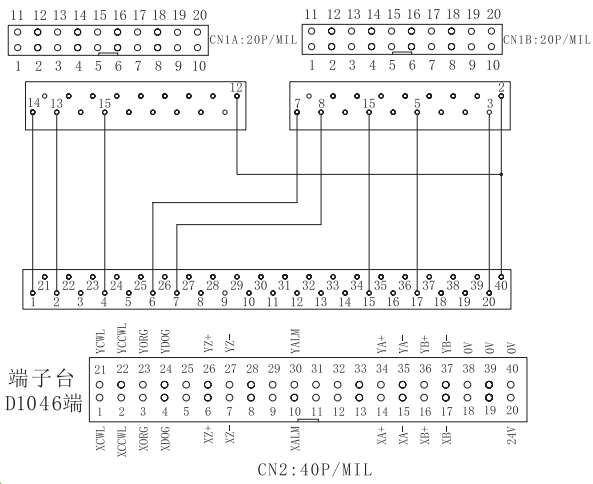 11 12 13 14 15 16 17 18 19 20
CN1A:20P/MIL
1 2 3 4 5 6 7 8 9 10
11 12 13 14 15 16 17 18 19 20
CN1B:20P/MIL
1 2 3 4 5 6 7 8 9 10
12
14 13 15
2
7 8 15 5 3
21 22 23 24 25 26 27 28 29 30 31 32 33 34 35 36 37 38 39 40
1 2 3 4 5 6 7 8 9 10 11 12 13 14 15 16 17 18 19 20
YCWL YCCWL YORG YDOG YZ+ YZ- YALM YA+ YA- YB+ YB- 0V 0V 0V
21 22 23 24 25 26 27 28 29 30 31 32 33 34 35 36 37 38 39 40
端子台
D1046端
1 2 3 4 5 6 7 8 9 10 11 12 13 14 15 16 17 18 19 20
XCWL XCCWL XORG XDOG XZ+ XZ- XALM XA+ XA- XB+ XB- 24V
CN2:40P/MIL